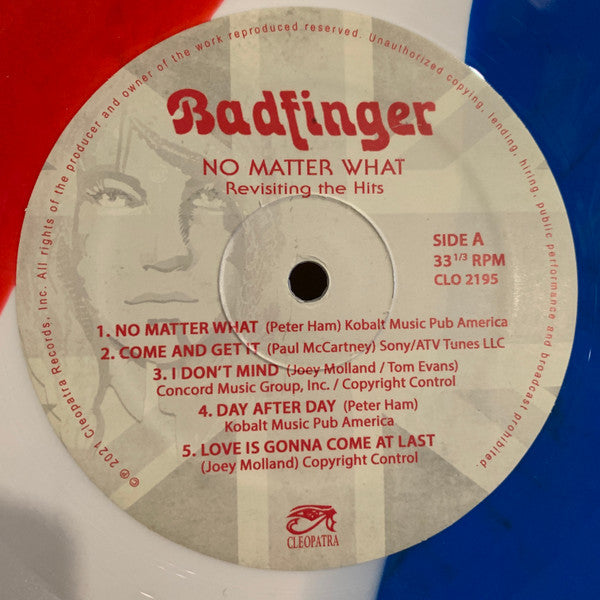 ℗© 2021 Cleopatra Records, Inc. All rights of the producer and owner of the work reproduced reserved. Unauthorized copying, lending, hiring, public performance and broadcast prohibited.
Badfinger
NO MATTER WHAT
Revisiting the Hits
SIDE A
33 1/3 RPM
CLO 2195
1. NO MATTER WHAT (Peter Ham) Kobalt Music Pub America
2. COME AND GET IT (Paul McCartney) Sony/ATV Tunes LLC
3. I DON'T MIND (Joey Molland / Tom Evans)
Concord Music Group, Inc. / Copyright Control
4. DAY AFTER DAY (Peter Ham)
Kobalt Music Pub America
5. LOVE IS GONNA COME AT LAST
(Joey Molland) Copyright Control
CLEOPATRA